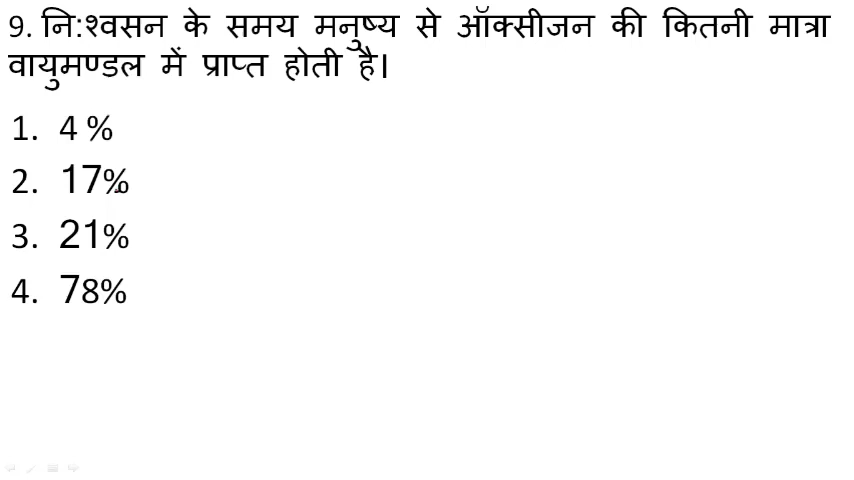 9. नि:श्वसन के समय मनुष्य से ऑक्सीजन की कितनी मात्रा
वायुमण्डल में प्राप्त होती है।
1. 4 %
2. 17%
3. 21%
4. 78%